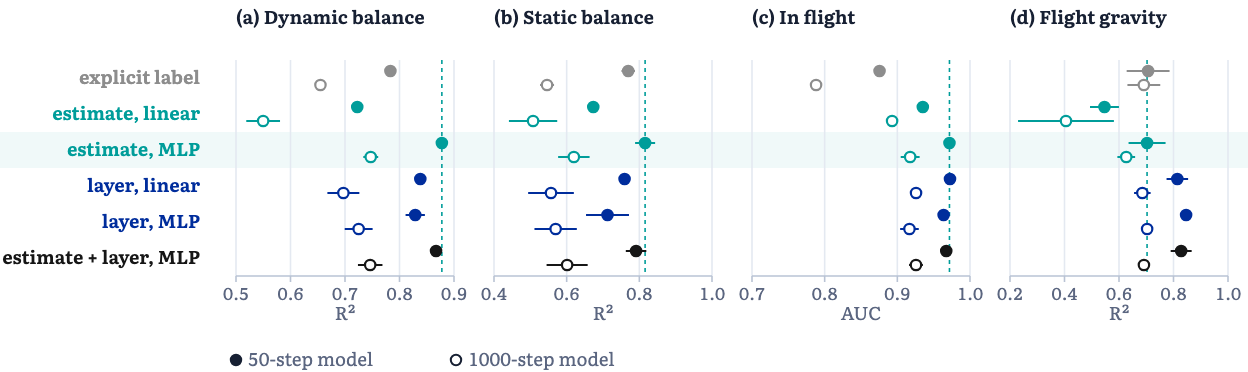 (a) Dynamic balance (b) Static balance (c) In flight (d) Flight gravity
explicit label
estimate, linear
estimate, MLP
layer, linear
layer, MLP
estimate + layer, MLP
0.5 0.6 0.7 0.8 0.9 0.4 0.6 0.8 1.0 0.7 0.8 0.9 1.0 0.2 0.4 0.6 0.8 1.0
R² R² AUC R²
50-step model 1000-step model